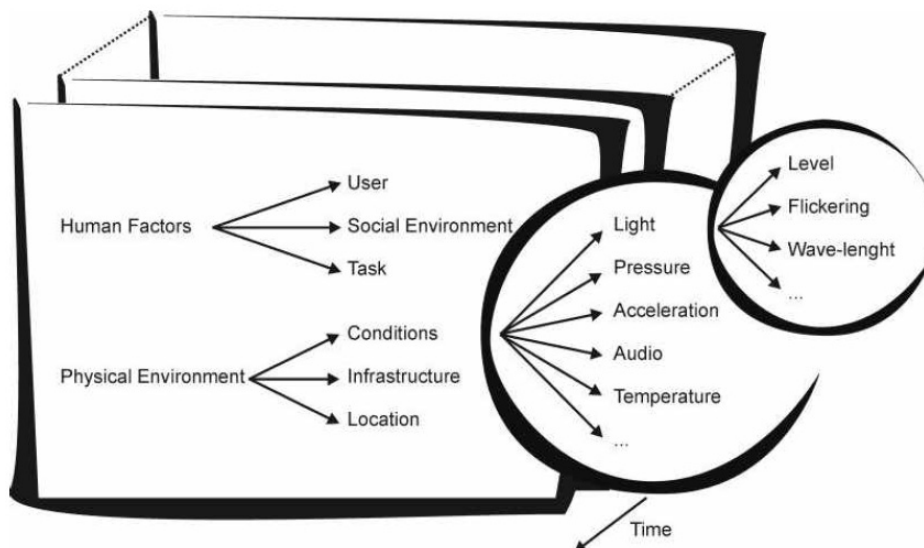 Human Factors
User
Social Environment
Task
Physical Environment
Conditions
Infrastructure
Location
Light
Pressure
Acceleration
Audio
Temperature
...
Level
Flickering
Wave-lenght
...
Time